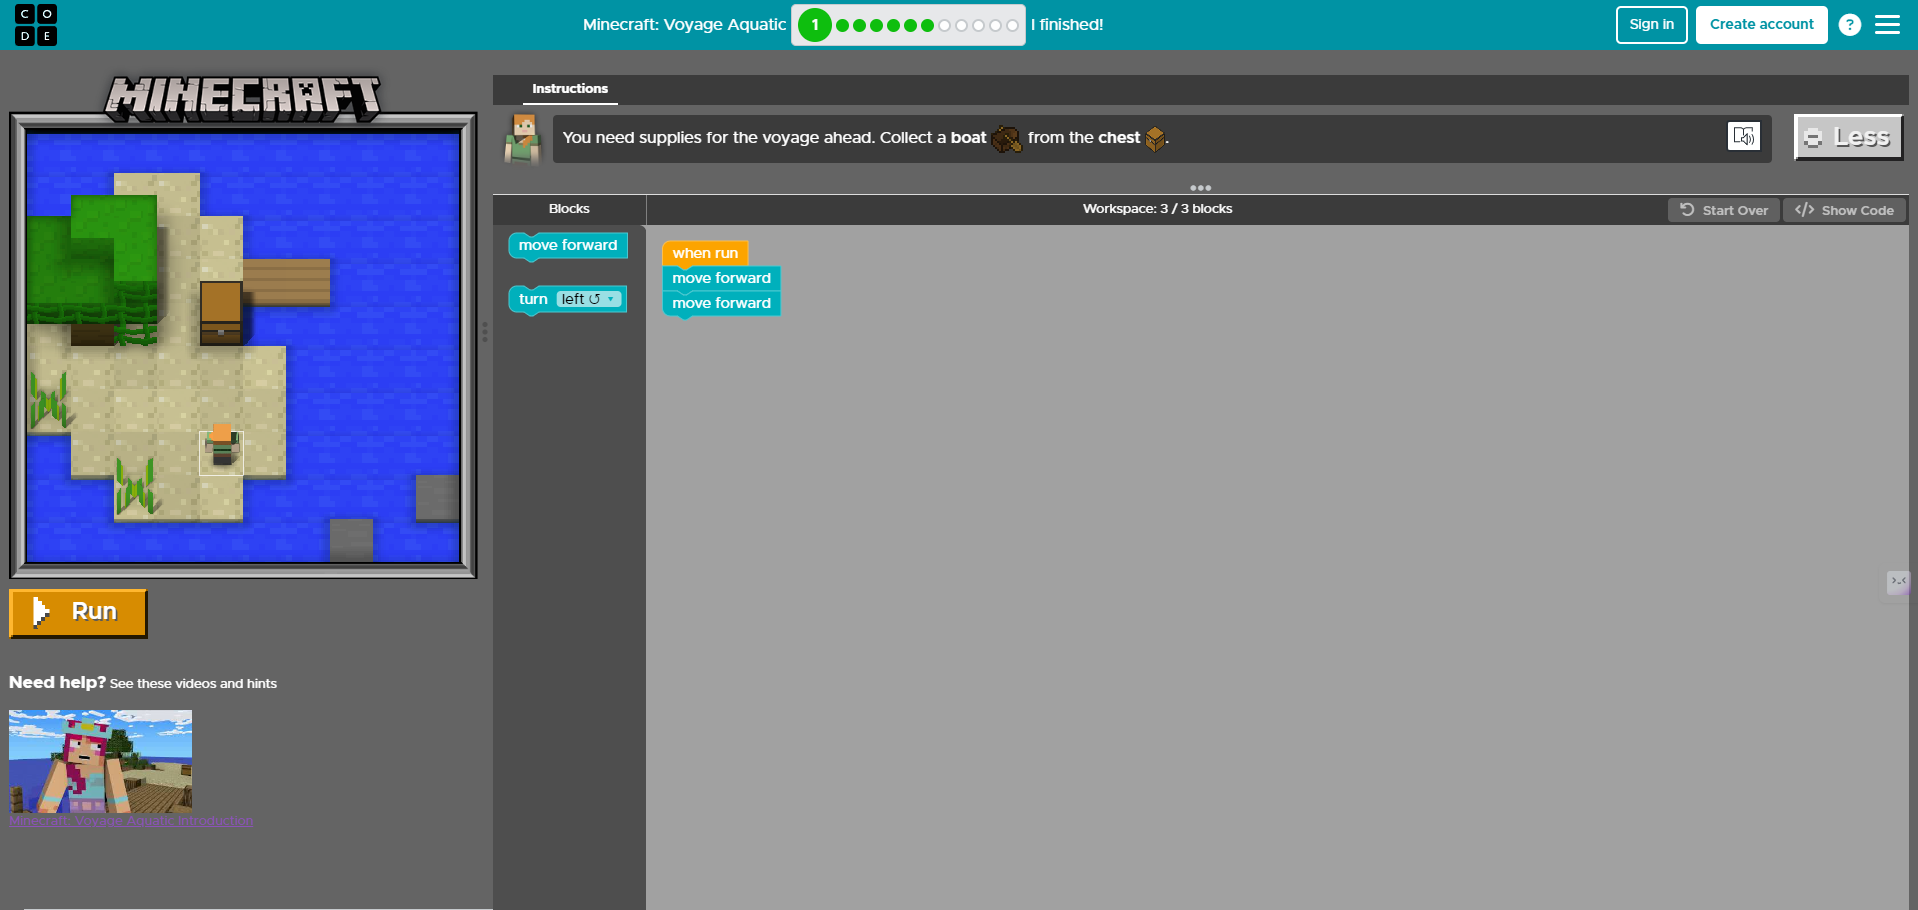 C O
D E
Minecraft: Voyage Aquatic
1
I finished!
Sign in
Create account
?
MINECRAFT
Instructions
You need supplies for the voyage ahead. Collect a boat from the chest.
Less
Blocks
Workspace: 3 / 3 blocks
Start Over
</> Show Code
move forward
turn left ↺
when run
move forward
move forward
Run
Need help? See these videos and hints
Minecraft: Voyage Aquatic Introduction